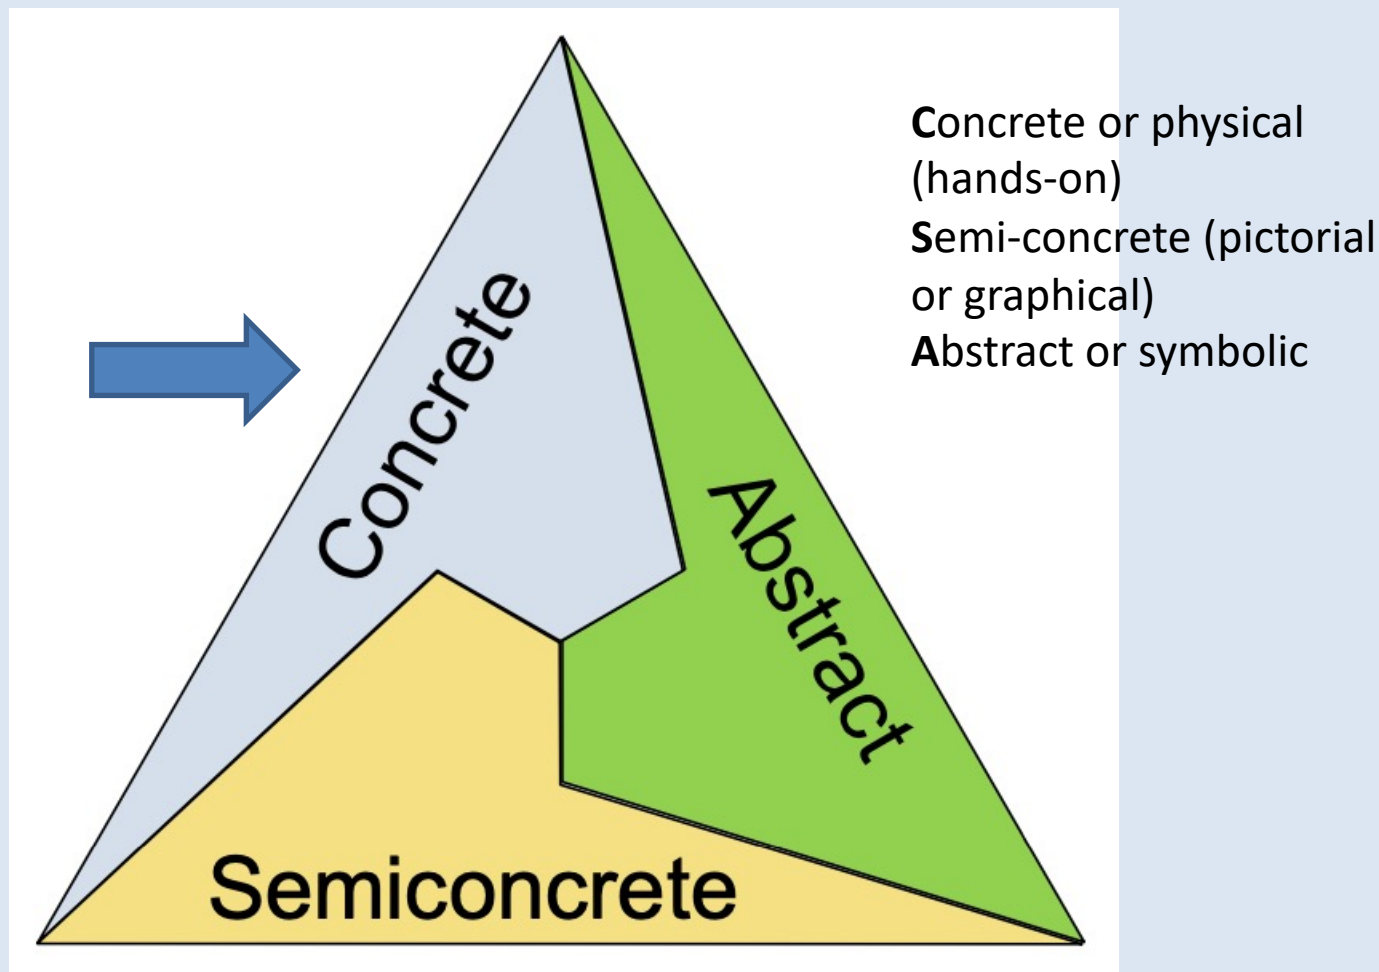 Concrete or physical
(hands-on)
Semi-concrete (pictorial
or graphical)
Abstract or symbolic
Concrete
Abstract
Semiconcrete